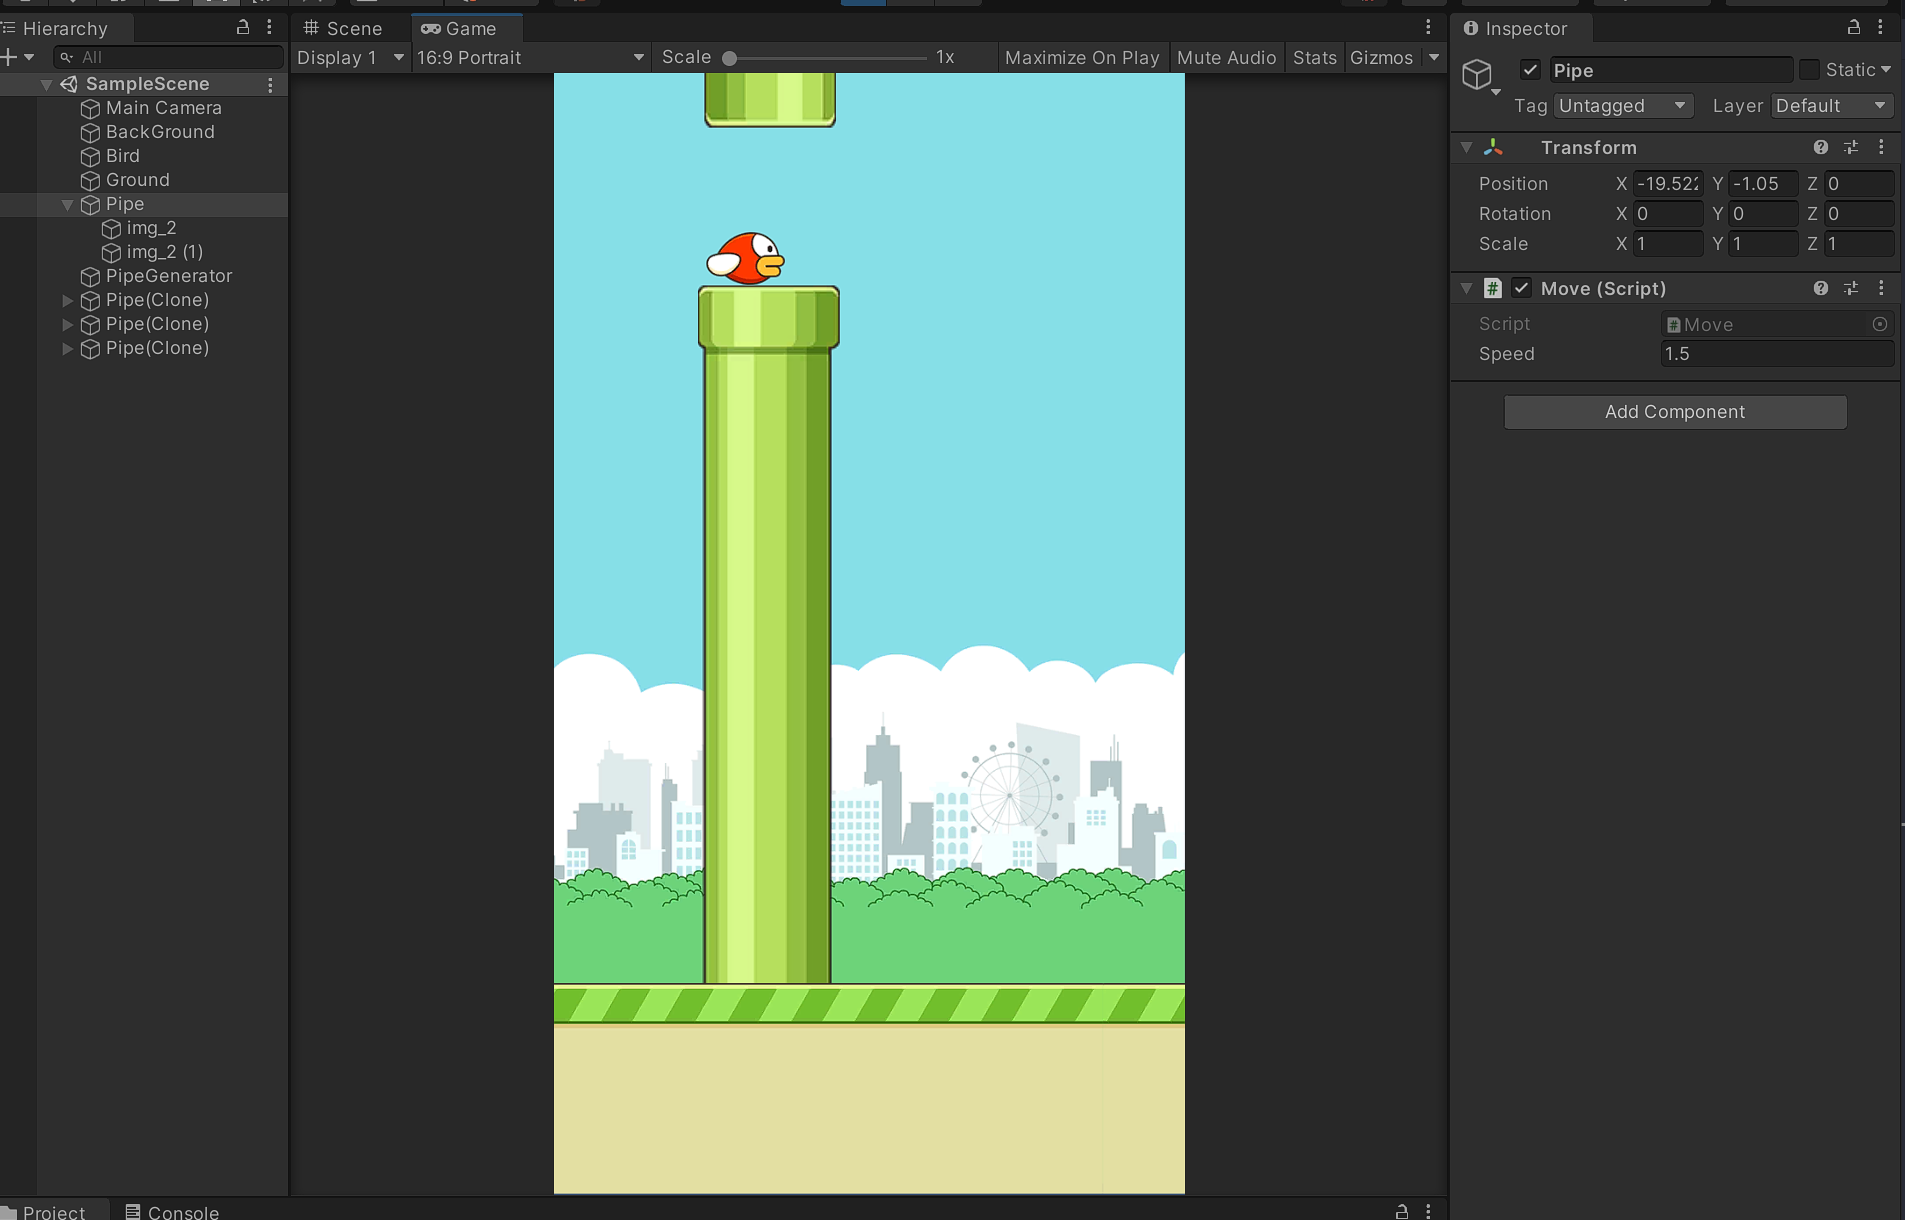 Hierarchy
All
SampleScene
Main Camera
BackGround
Bird
Ground
Pipe
img_2
img_2 (1)
PipeGenerator
Pipe(Clone)
Pipe(Clone)
Pipe(Clone)
Scene Game
Display 1 16:9 Portrait Scale 1x Maximize On Play Mute Audio Stats Gizmos
Inspector
Pipe Static
Tag Untagged Layer Default
Transform
Position X -19.522 Y -1.05 Z 0
Rotation X 0 Y 0 Z 0
Scale X 1 Y 1 Z 1
# Move (Script)
Script Move
Speed 1.5
Add Component
Project Console